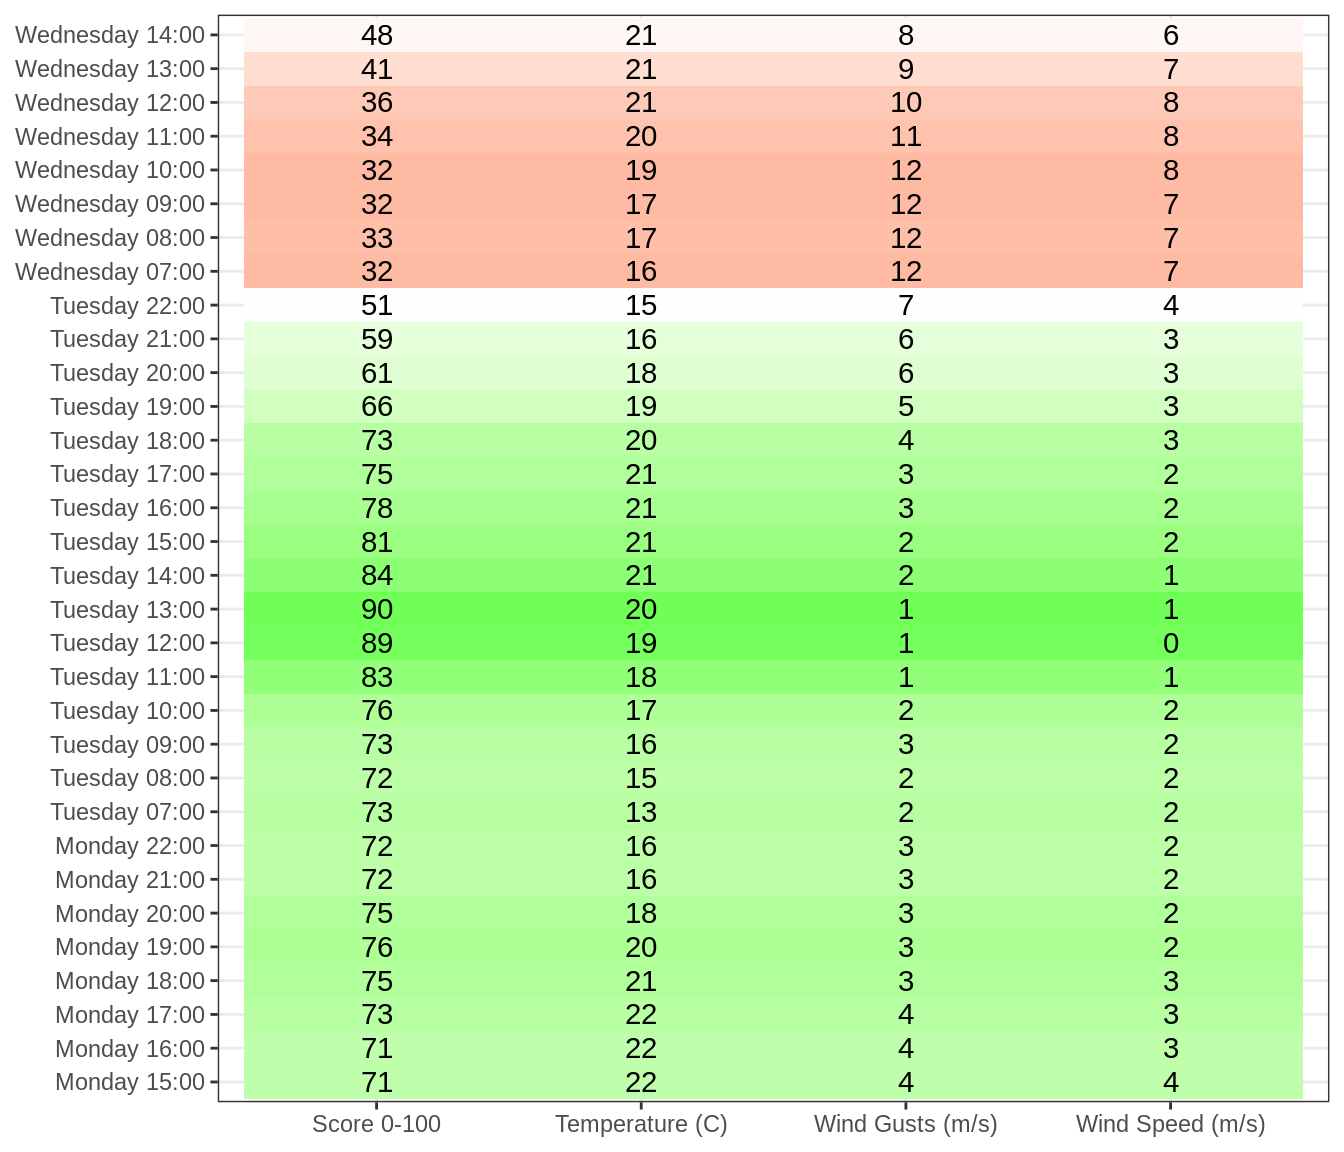 Wednesday 14:00 48 21 8 6
Wednesday 13:00 41 21 9 7
Wednesday 12:00 36 21 10 8
Wednesday 11:00 34 20 11 8
Wednesday 10:00 32 19 12 8
Wednesday 09:00 32 17 12 7
Wednesday 08:00 33 17 12 7
Wednesday 07:00 32 16 12 7
Tuesday 22:00 51 15 7 4
Tuesday 21:00 59 16 6 3
Tuesday 20:00 61 18 6 3
Tuesday 19:00 66 19 5 3
Tuesday 18:00 73 20 4 3
Tuesday 17:00 75 21 3 2
Tuesday 16:00 78 21 3 2
Tuesday 15:00 81 21 2 2
Tuesday 14:00 84 21 2 1
Tuesday 13:00 90 20 1 1
Tuesday 12:00 89 19 1 0
Tuesday 11:00 83 18 1 1
Tuesday 10:00 76 17 2 2
Tuesday 09:00 73 16 3 2
Tuesday 08:00 72 15 2 2
Tuesday 07:00 73 13 2 2
Monday 22:00 72 16 3 2
Monday 21:00 72 16 3 2
Monday 20:00 75 18 3 2
Monday 19:00 76 20 3 2
Monday 18:00 75 21 3 3
Monday 17:00 73 22 4 3
Monday 16:00 71 22 4 3
Monday 15:00 71 22 4 4
Score 0-100 Temperature (C) Wind Gusts (m/s) Wind Speed (m/s)